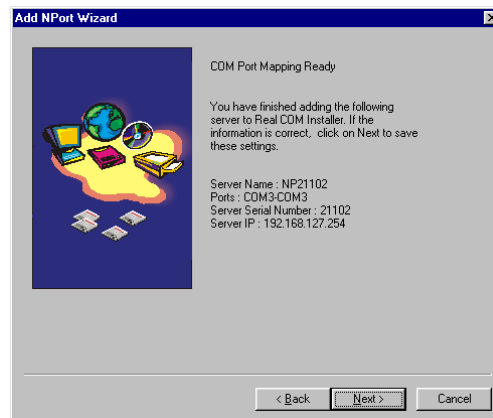 Add NPort Wizard
COM Port Mapping Ready
You have finished adding the following
server to Real COM Installer. If the
information is correct, click on Next to save
these settings.
Server Name : NP21102
Ports : COM3-COM3
Server Serial Number : 21102
Server IP : 192.168.127.254
< Back
Next >
Cancel